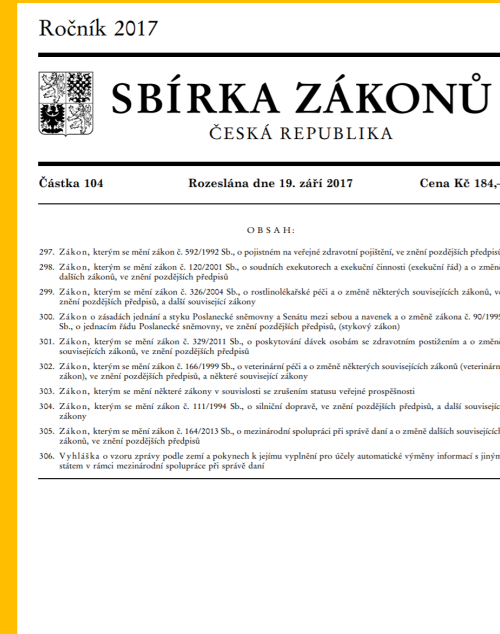 Ročník 2017
SBÍRKA ZÁKONŮ
ČESKÁ REPUBLIKA
Částka 104 Rozeslána dne 19. září 2017 Cena Kč 184,–
OBSAH:
297. Zákon, kterým se mění zákon č. 592/1992 Sb., o pojistném na veřejné zdravotní pojištění, ve znění pozdějších předpisů
298. Zákon, kterým se mění zákon č. 120/2001 Sb., o soudních exekutorech a exekuční činnosti (exekuční řád) a o změně
dalších zákonů, ve znění pozdějších předpisů
299. Zákon, kterým se mění zákon č. 326/2004 Sb., o rostlinolékařské péči a o změně některých souvisejících zákonů, ve
znění pozdějších předpisů, a další související zákony
300. Zákon o zásadách jednání a styku Poslanecké sněmovny a Senátu mezi sebou a navenek a o změně zákona č. 90/1995
Sb., o jednacím řádu Poslanecké sněmovny, ve znění pozdějších předpisů, (stykový zákon)
301. Zákon, kterým se mění zákon č. 329/2011 Sb., o poskytování dávek osobám se zdravotním postižením a o změně
souvisejících zákonů, ve znění pozdějších předpisů
302. Zákon, kterým se mění zákon č. 166/1999 Sb., o veterinární péči a o změně některých souvisejících zákonů (veterinární
zákon), ve znění pozdějších předpisů, a některé související zákony
303. Zákon, kterým se mění některé zákony v souvislosti se zrušením statusu veřejné prospěšnosti
304. Zákon, kterým se mění zákon č. 111/1994 Sb., o silniční dopravě, ve znění pozdějších předpisů, a další související
zákony
305. Zákon, kterým se mění zákon č. 164/2013 Sb., o mezinárodní spolupráci při správě daní a o změně dalších souvisejících
zákonů, ve znění pozdějších předpisů
306. Vyhláška o vzoru zprávy podle zemí a pokynech k jejímu vyplnění pro účely automatické výměny informací s jiným
státem v rámci mezinárodní spolupráce při správě daní